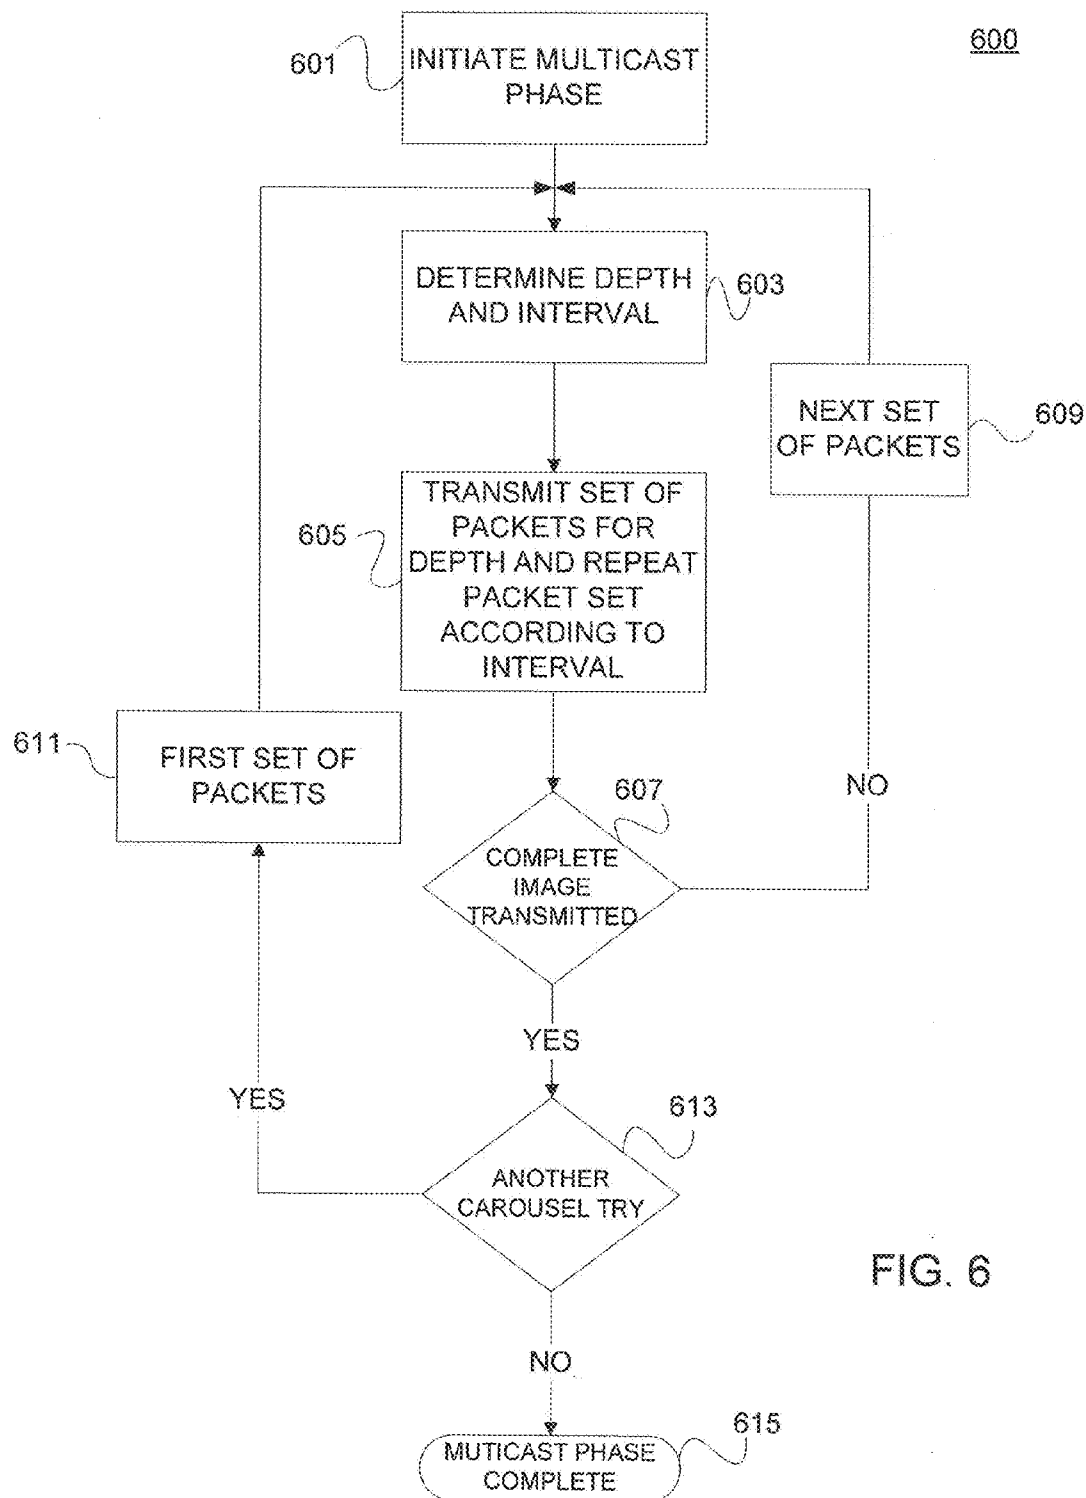 600
601
INITIATE MULTICAST
PHASE
DETERMINE DEPTH
AND INTERVAL
603
NEXT SET
OF PACKETS
609
605
TRANSMIT SET OF
PACKETS FOR
DEPTH AND REPEAT
PACKET SET
ACCORDING TO
INTERVAL
611
FIRST SET OF
PACKETS
607
NO
COMPLETE
IMAGE
TRANSMITTED
YES
YES
613
ANOTHER
CAROUSEL TRY
FIG. 6
NO
615
MUTICAST PHASE
COMPLETE